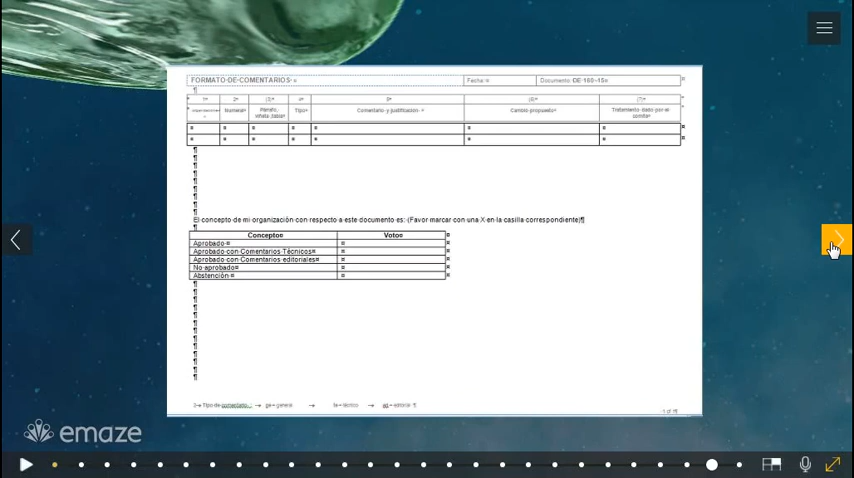 FORMATO·DE·COMENTARIOS·¤
Fecha:¤
Documento: DE·168·–15¤
1¤ 2¤ (3)¤ 4¤ 5¤ (6)¤ (7)¤
Numeral¤ Párrafo, Tipo¤ Comentario·y·justificación·¤ Cambio·propuesto¤ Tratamiento·dado·por·el comité¤
El·concepto·de·mi·organización·con·respecto·a·este·documento·es:·(Favor·marcar·con·una·X·en·la·casilla·correspondiente)¶
Concepto¤ Voto¤
Aprobado·¤
Aprobado·con·Comentarios·Técnicos¤
Aprobado·con·Comentarios·editoriales¤
No·aprobado¤
Abstención·¤
Tipo·de·comentario: → ge·=·general → te·=·técnico → ed·=·editorial·¶
emaze